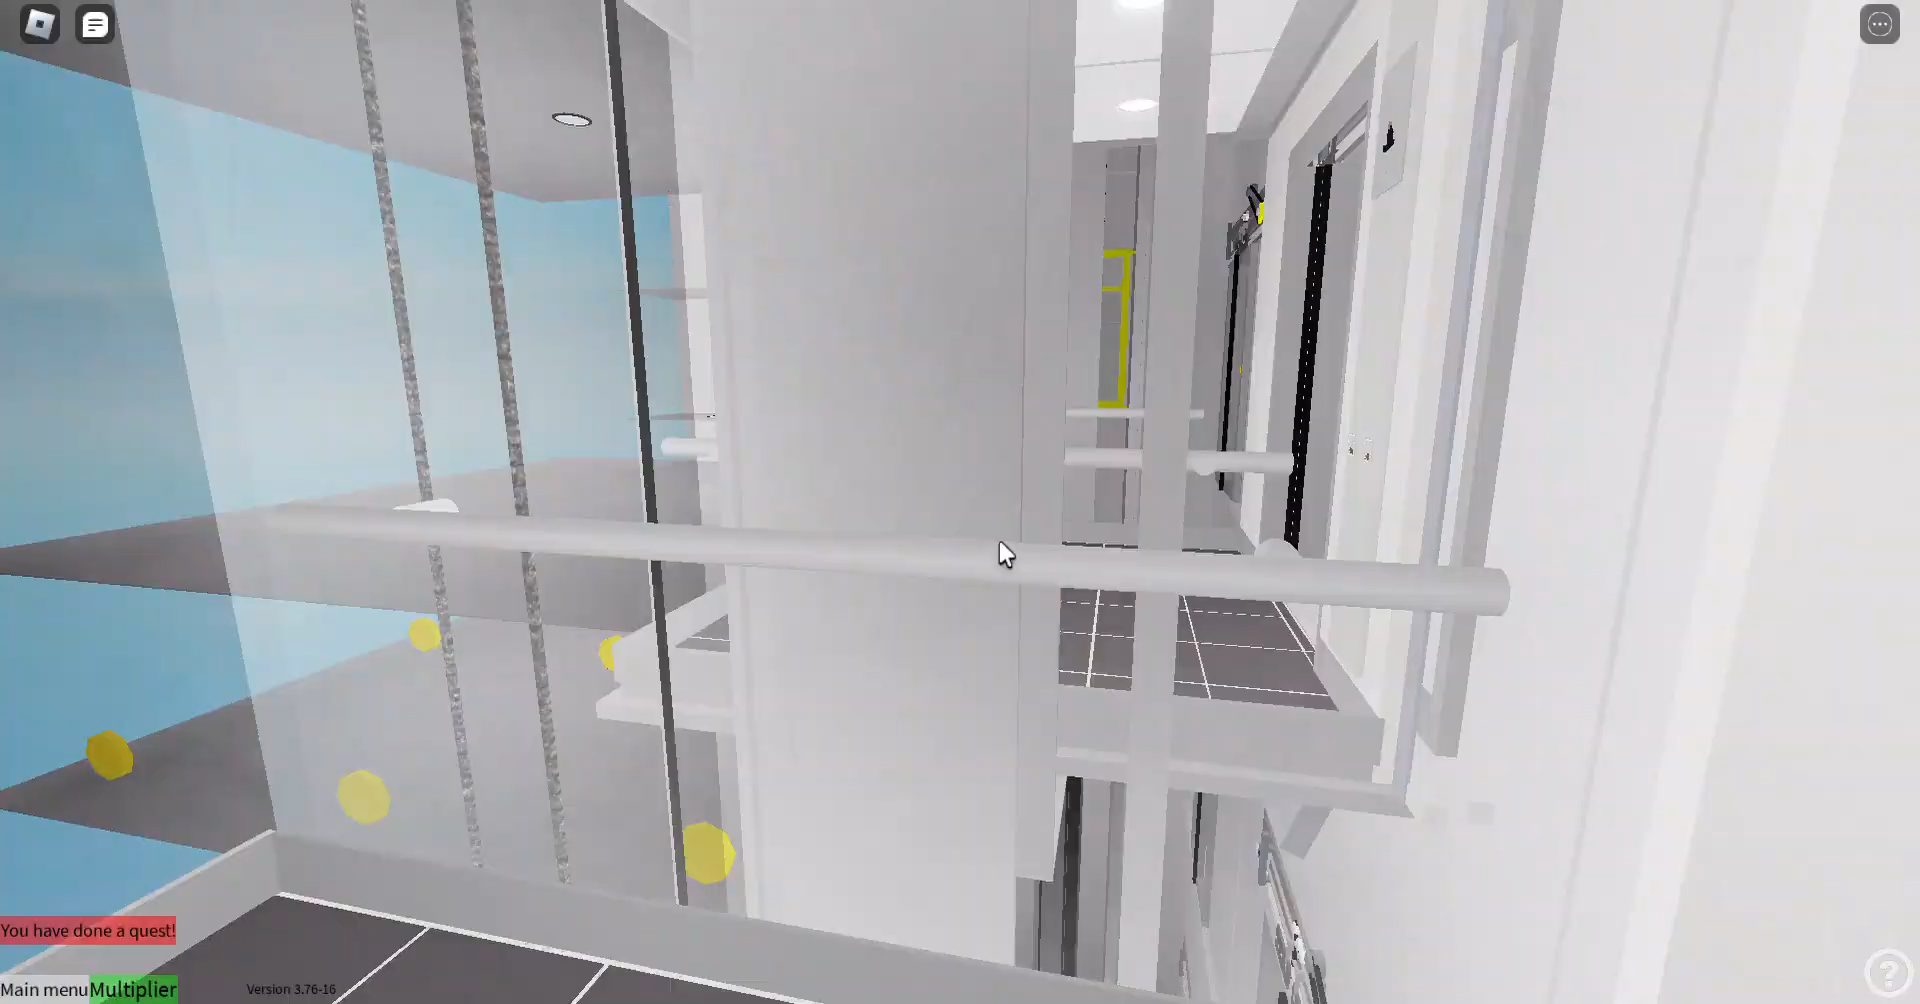 You have done a quest!
Main menu
Multiplier
Version 3.76-16
?